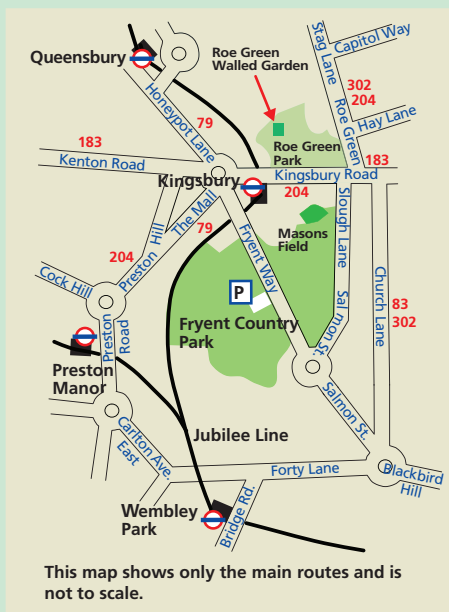 Queensbury
Roe Green
Walled Garden
Stag Lane
Capitol Way
302
204
Honeypot Lane
79
Roe Green
Hay Lane
183
Kenton Road
Roe Green
Park
183
Kingsbury
Kingsbury Road
204
The Mall
Preston Hill
79
204
Masons
Field
Slough Lane
Fryent Way
Cock Hill
P
Church Lane
83
302
Fryent Country
Park
Salmon St.
Preston
Road
Preston
Manor
Salmon St.
Carlton Ave.
East
Jubilee Line
Forty Lane
Blackbird
Hill
Wembley
Park
Bridge Rd.
This map shows only the main routes and is
not to scale.